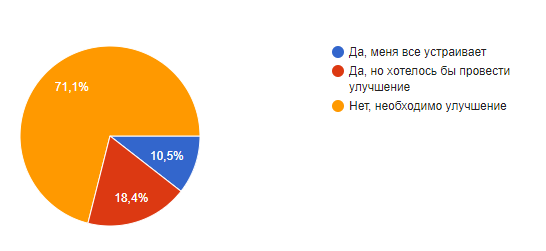 71,1%
10,5%
18,4%
Да, меня все устраивает
Да, но хотелось бы провести
улучшение
Нет, необходимо улучшение